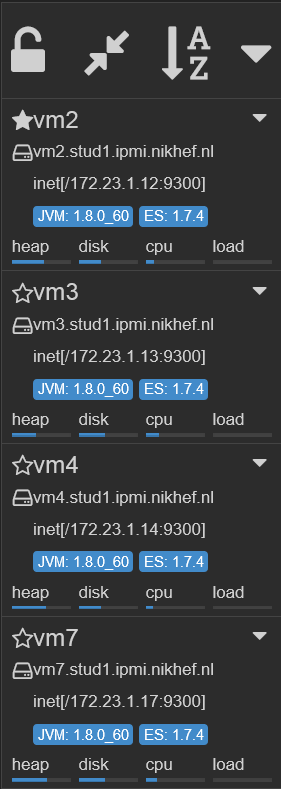 A
Z
vm2
vm2.stud1.ipmi.nikhef.nl
inet[/172.23.1.12:9300]
JVM: 1.8.0_60 ES: 1.7.4
heap disk cpu load
vm3
vm3.stud1.ipmi.nikhef.nl
inet[/172.23.1.13:9300]
JVM: 1.8.0_60 ES: 1.7.4
heap disk cpu load
vm4
vm4.stud1.ipmi.nikhef.nl
inet[/172.23.1.14:9300]
JVM: 1.8.0_60 ES: 1.7.4
heap disk cpu load
vm7
vm7.stud1.ipmi.nikhef.nl
inet[/172.23.1.17:9300]
JVM: 1.8.0_60 ES: 1.7.4
heap disk cpu load